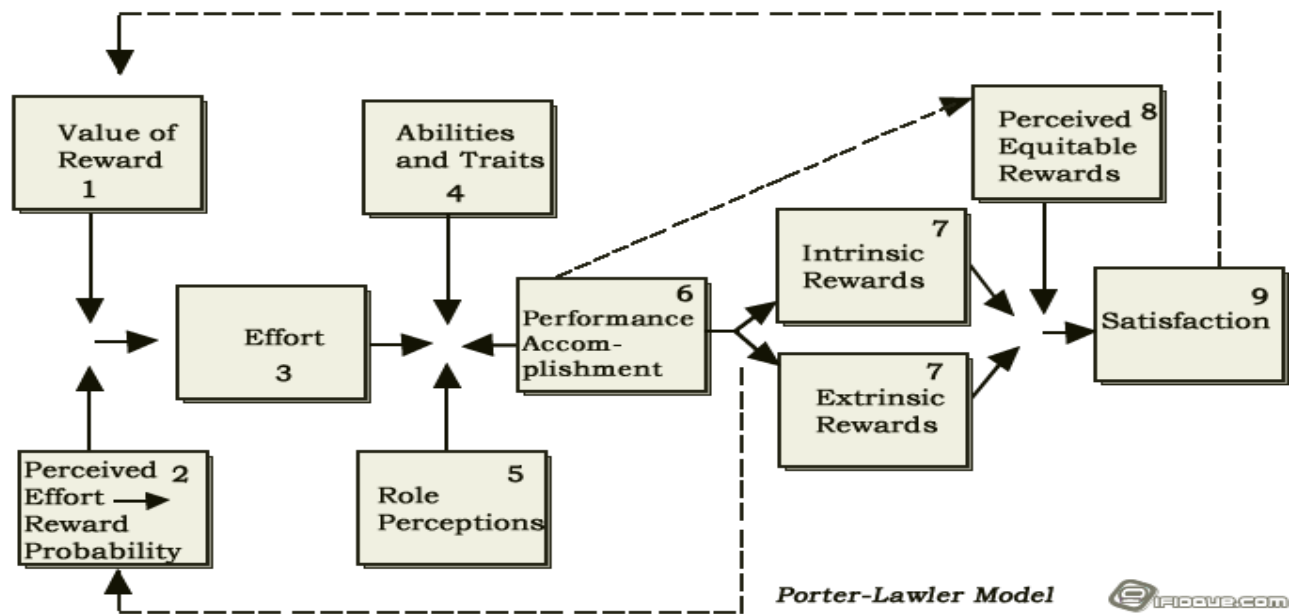 Value of
Reward
1
Abilities
and Traits
4
Perceived 8
Equitable
Rewards
7
Intrinsic
Rewards
Effort
3
6
Performance
Accom-
plishment
9
Satisfaction
7
Extrinsic
Rewards
Perceived 2
Effort
Reward
Probability
5
Role
Perceptions
Porter-Lawler Model